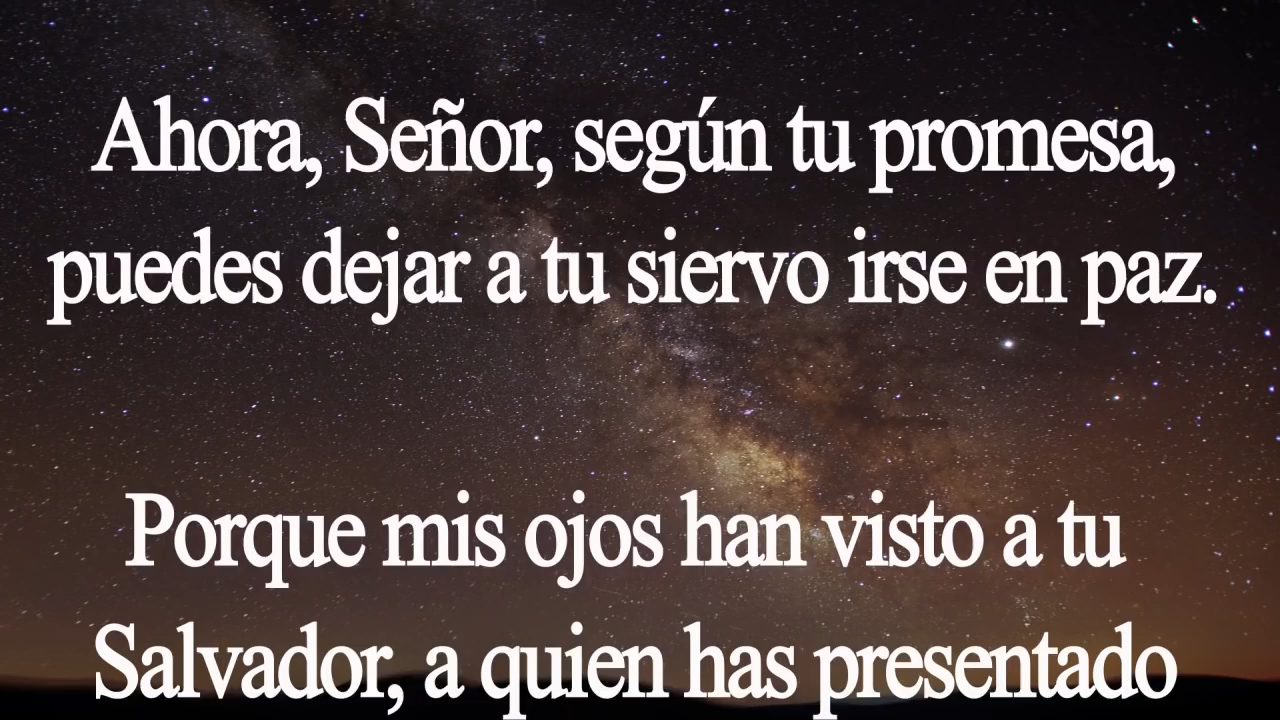 Ahora, Señor, según tu promesa,
puedes dejar a tu siervo irse en paz.
Porque mis ojos han visto a tu
Salvador, a quien has presentado